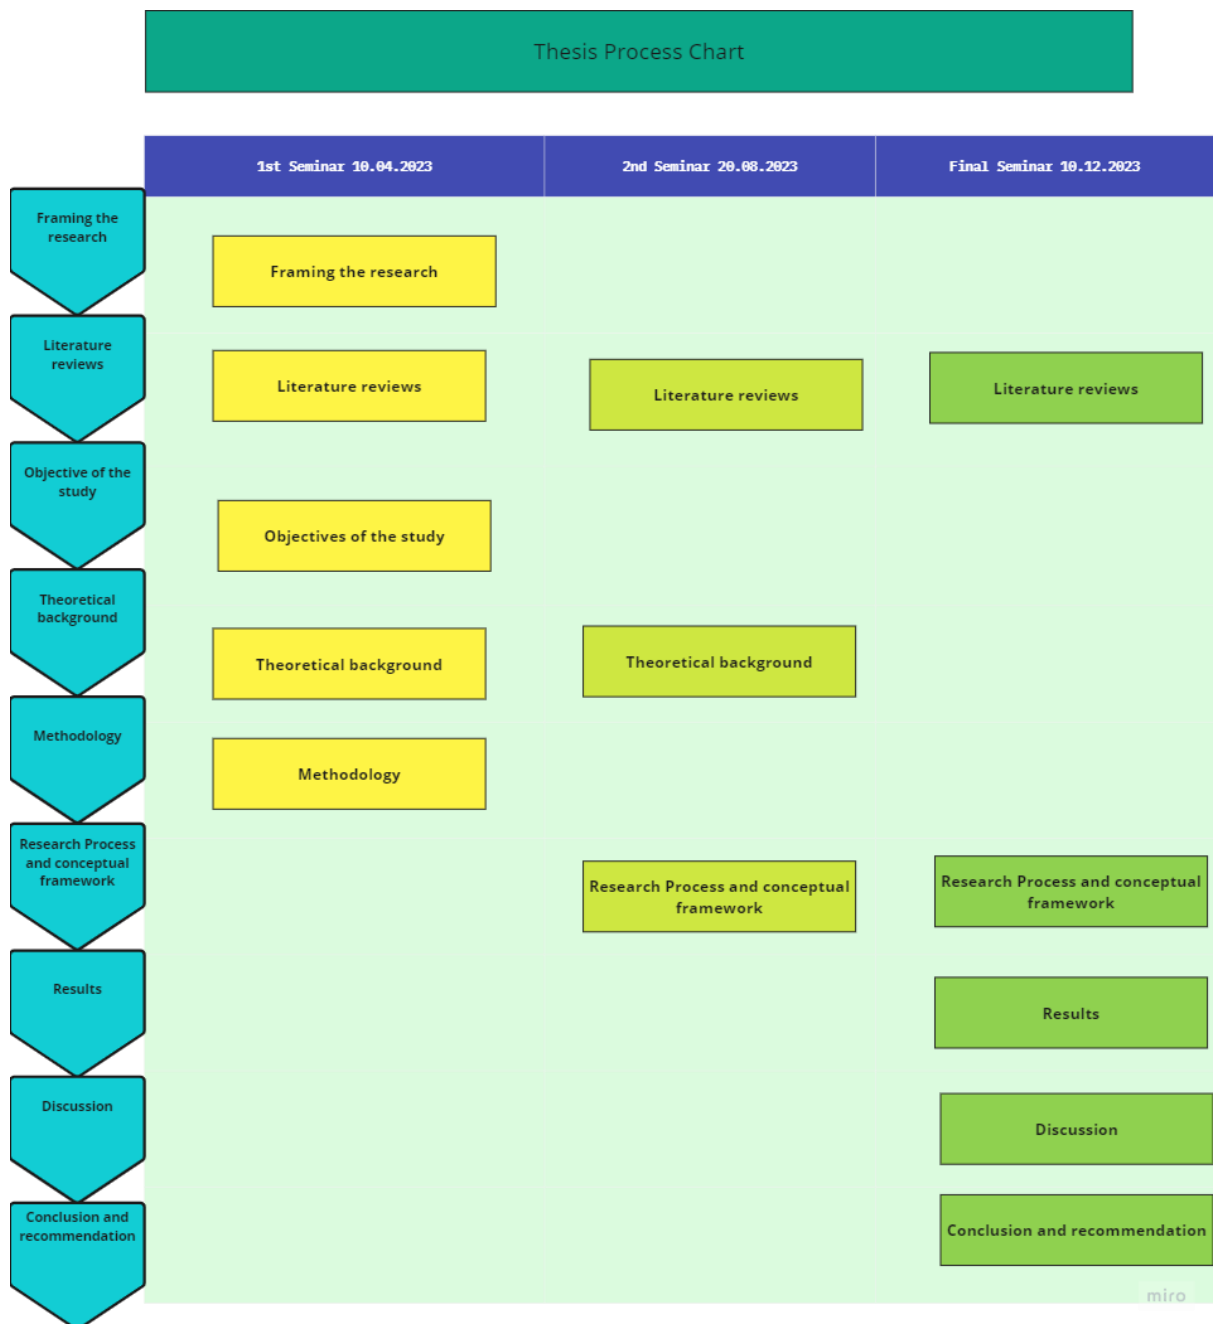 Thesis Process Chart
1st Seminar 10.04.2023
2nd Seminar 20.08.2023
Final Seminar 10.12.2023
Framing the
research
Framing the research
Literature
reviews
Literature reviews
Literature reviews
Literature reviews
Objective of the
study
Objectives of the study
Theoretical
background
Theoretical background
Theoretical background
Methodology
Methodology
Research Process
and conceptual
framework
Research Process and conceptual
framework
Research Process and conceptual
framework
Results
Results
Discussion
Discussion
Conclusion and
recommendation
Conclusion and recommendation
miro